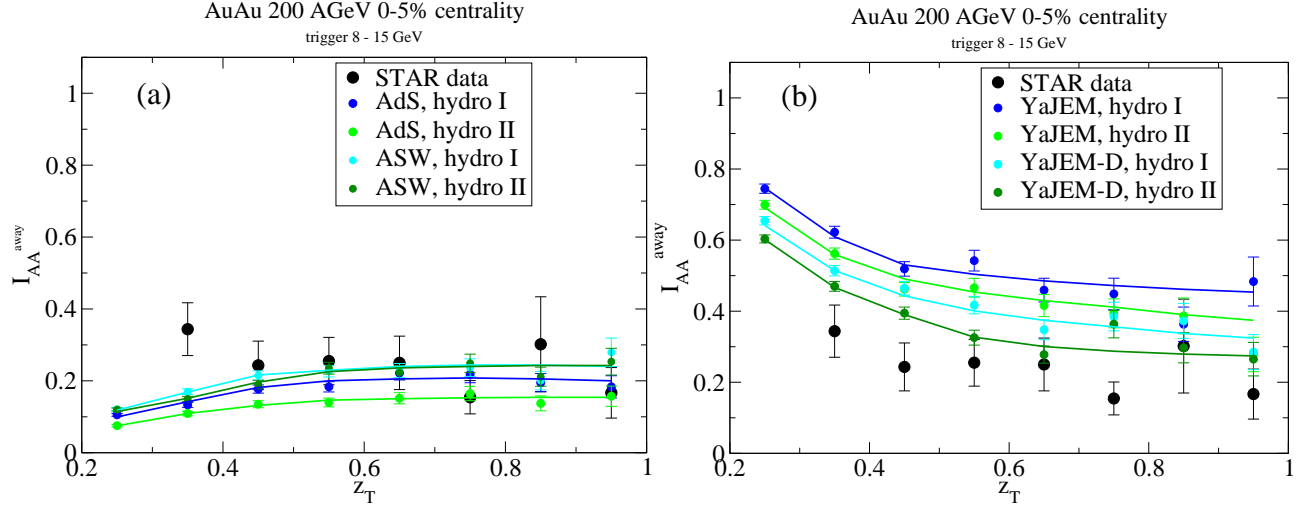 AuAu 200 AGeV 0-5% centrality
trigger 8 - 15 GeV
(a)
STAR data
AdS, hydro I
AdS, hydro II
ASW, hydro I
ASW, hydro II
1
0.8
0.6
0.4
0.2
0
I_AA^away
0.2 0.4 0.6 0.8 1
z_T
AuAu 200 AGeV 0-5% centrality
trigger 8 - 15 GeV
(b)
STAR data
YaJEM, hydro I
YaJEM, hydro II
YaJEM-D, hydro I
YaJEM-D, hydro II
1
0.8
0.6
0.4
0.2
0
I_AA^away
0.2 0.4 0.6 0.8 1
z_T